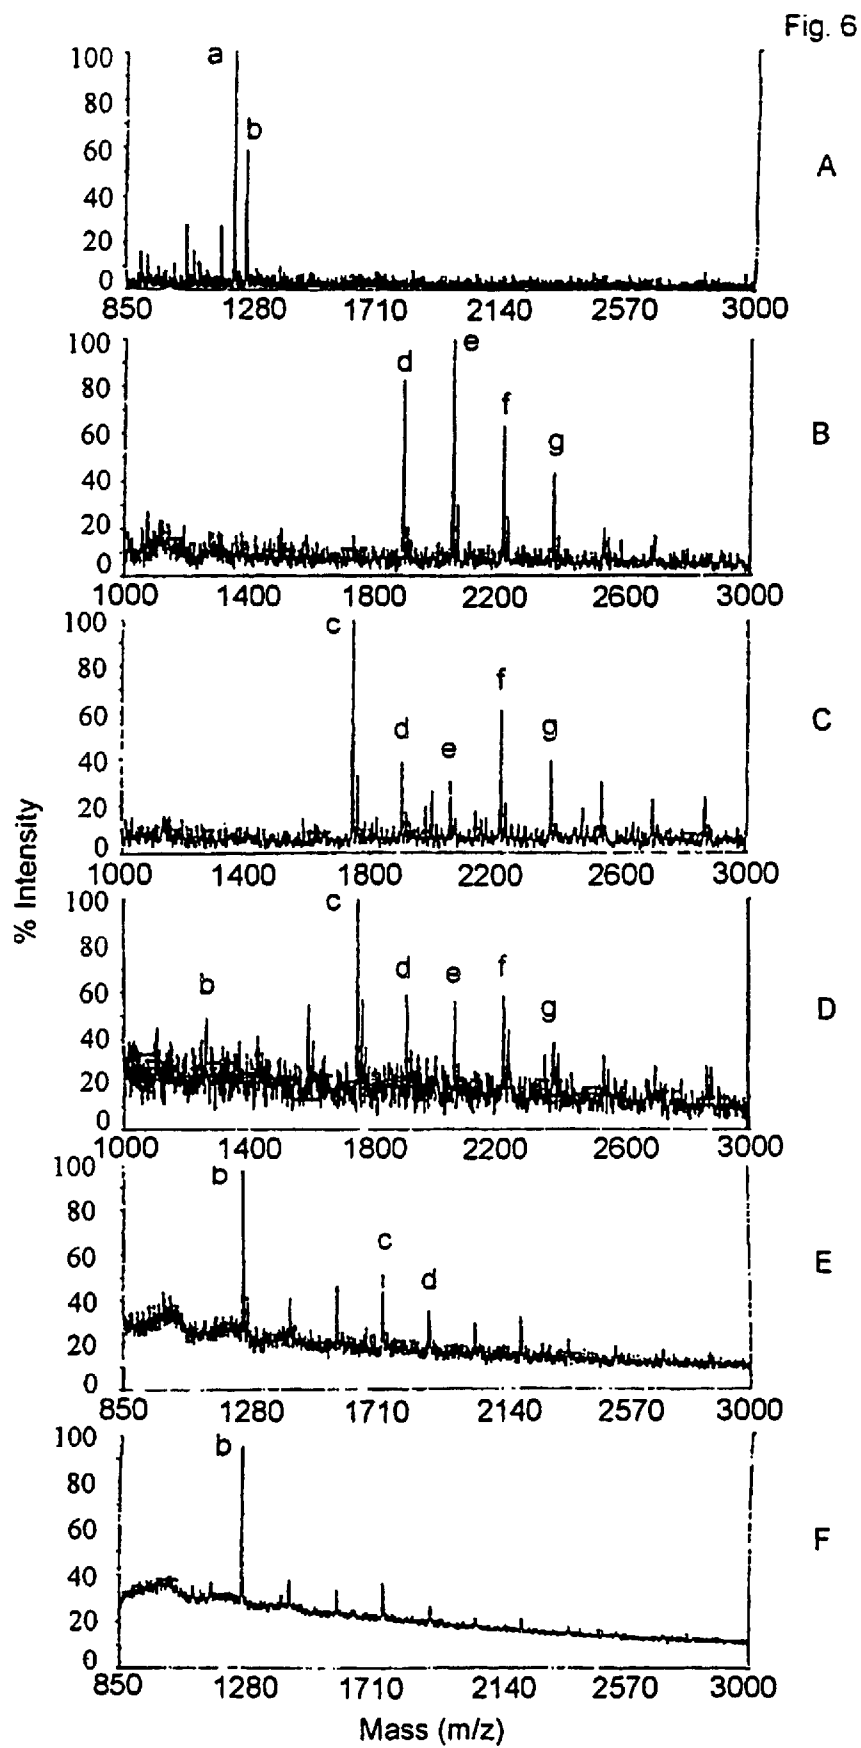 Fig. 6
100 a
80
b
60
A
40
20
0
850 1280 1710 2140 2570 3000
100 e
d
80
f
B
60
g
40
20
0
1000 1400 1800 2200 2600 3000
100 c
80 f
C
60 d g
e
40
20
0
1000 1400 1800 2200 2600 3000
100 c
80
d e f
b
60
g D
40
20
0
1000 1400 1800 2200 2600 3000
100 b
80
c
60
d E
40
20
0
850 1280 1710 2140 2570 3000
100 b
80
60
F
40
20
0
850 1280 1710 2140 2570 3000
% Intensity
Mass (m/z)